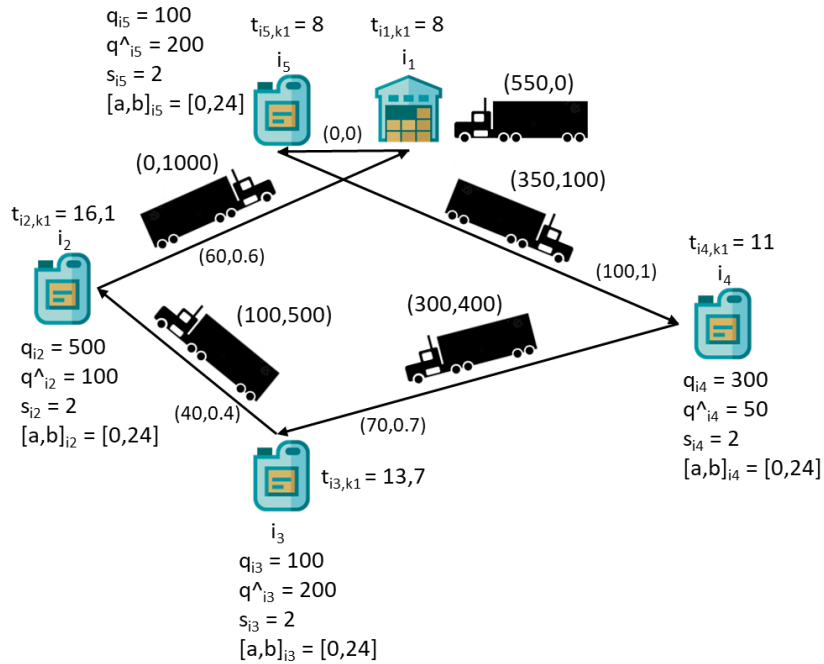 q_i5 = 100
q^_i5 = 200
s_i5 = 2
[a,b]_i5 = [0,24]
t_i5,k1 = 8
i_5
t_i1,k1 = 8
i_1
(550,0)
(0,0)
(0,1000)
(350,100)
t_i2,k1 = 16,1
i_2
(60,0.6)
(100,1)
t_i4,k1 = 11
i_4
(100,500)
(300,400)
q_i2 = 500
q^_i2 = 100
s_i2 = 2
[a,b]_i2 = [0,24]
(40,0.4)
(70,0.7)
q_i4 = 300
q^_i4 = 50
s_i4 = 2
[a,b]_i4 = [0,24]
t_i3,k1 = 13,7
i_3
q_i3 = 100
q^_i3 = 200
s_i3 = 2
[a,b]_i3 = [0,24]